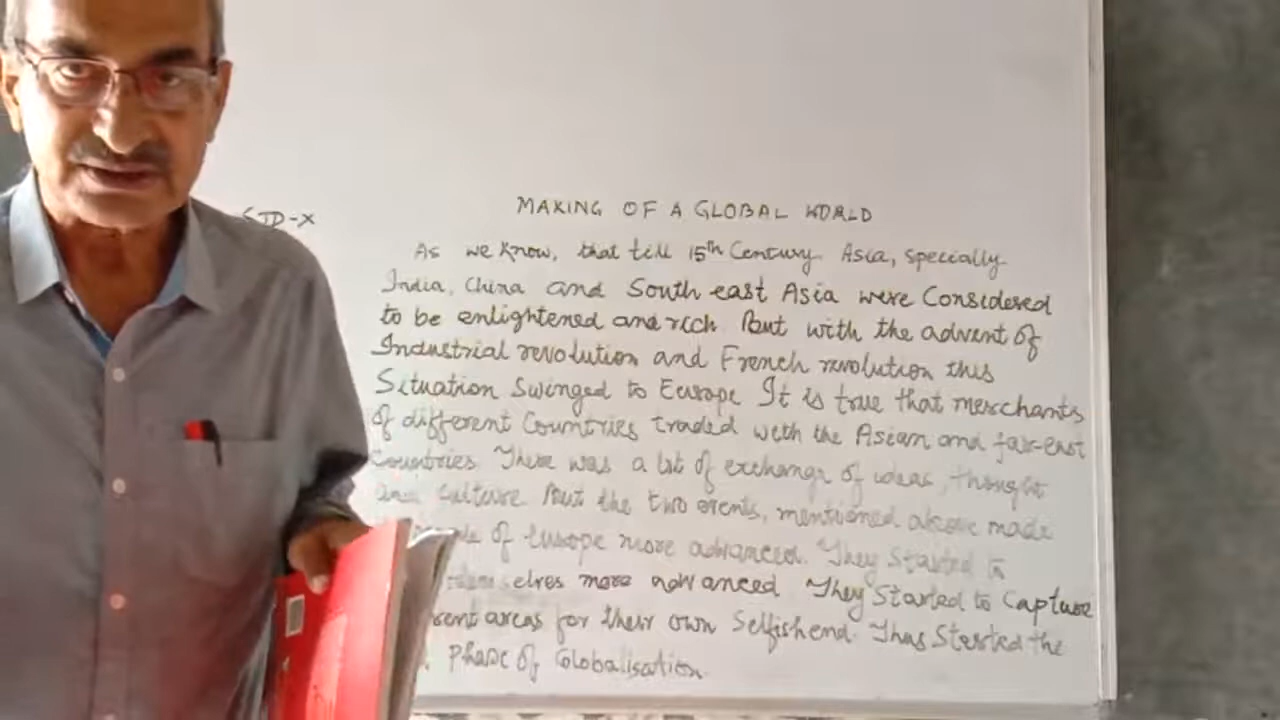 STD-X
MAKING OF A GLOBAL WORLD
As we know, that till 15th Century Asia, specially
India, China and South east Asia were Considered
to be enlightened and rich But with the advent of
Industrial revolution and French revolution this
Situation Swinged to Europe It is true that merchants
of different Countries traded with the Asian and far-east
Countries There was a lot of exchange of ideas, thought
and culture But the two events, mentioned above made
of Europe more advanced. They Started to
elves more advanced They Started to Capture
rent areas for their own Selfish end. Thus Started the
Phase of Globalisation.